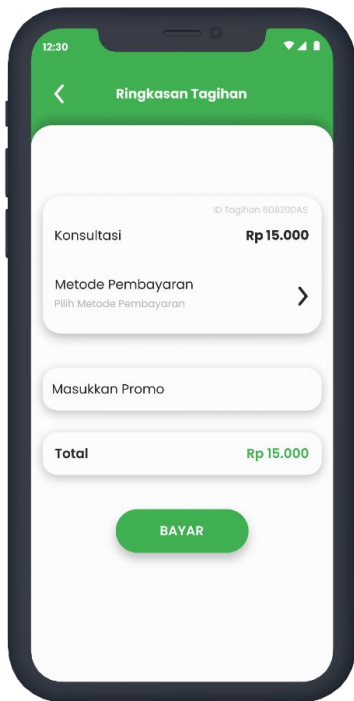 12:30
Ringkasan Tagihan
ID Tagihan 6D820DAS
Konsultasi Rp 15.000
Metode Pembayaran
Pilih Metode Pembayaran
Masukkan Promo
Total Rp 15.000
BAYAR